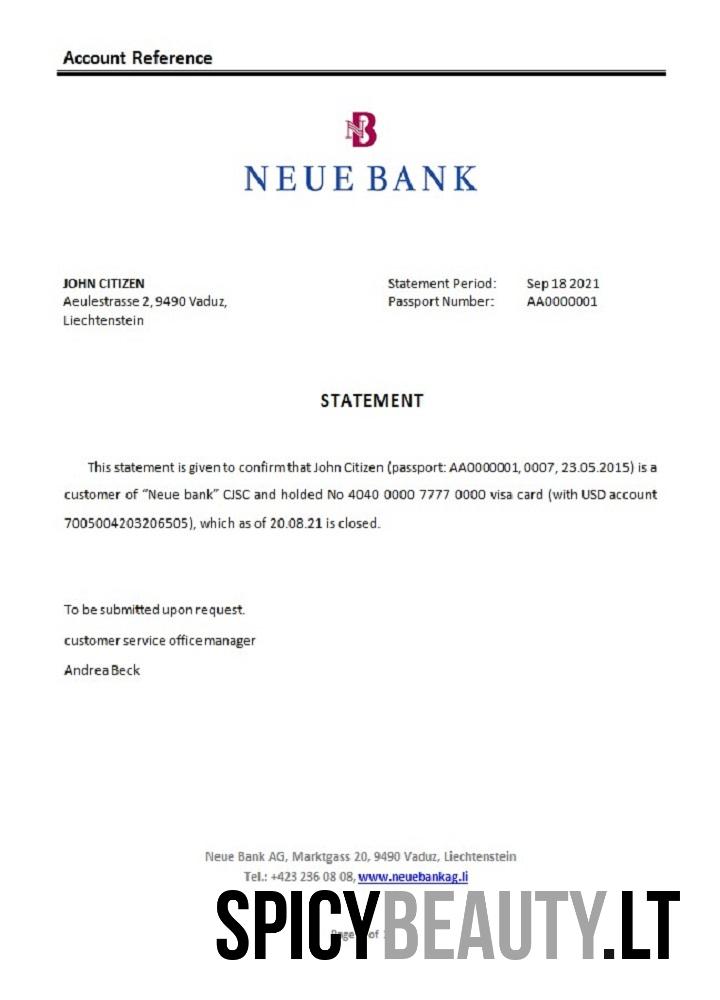 Account Reference
NB
NEUE BANK
JOHN CITIZEN
Aeulestrasse 2, 9490 Vaduz,
Liechtenstein
Statement Period: Sep 18 2021
Passport Number: AA0000001
STATEMENT
This statement is given to confirm that John Citizen (passport: AA0000001, 0007, 23.05.2015) is a
customer of “Neue bank” CJSC and holded No 4040 0000 7777 0000 visa card (with USD account
7005004203206505), which as of 20.08.21 is closed.
To be submitted upon request.
customer service office manager
Andrea Beck
Neue Bank AG, Marktgass 20, 9490 Vaduz, Liechtenstein
Tel.: +423 236 08 08, www.neuebankag.li
SPICYBEAUTY.LT
of